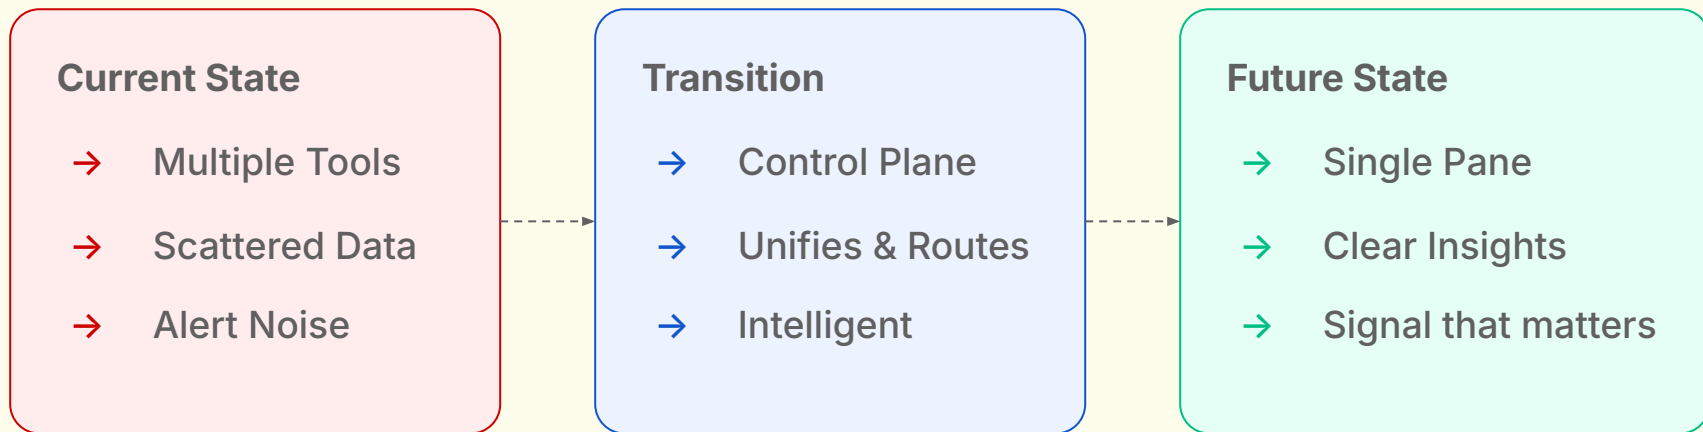 Current State
→ Multiple Tools
→ Scattered Data
→ Alert Noise
Transition
→ Control Plane
→ Unifies & Routes
→ Intelligent
Future State
→ Single Pane
→ Clear Insights
→ Signal that matters